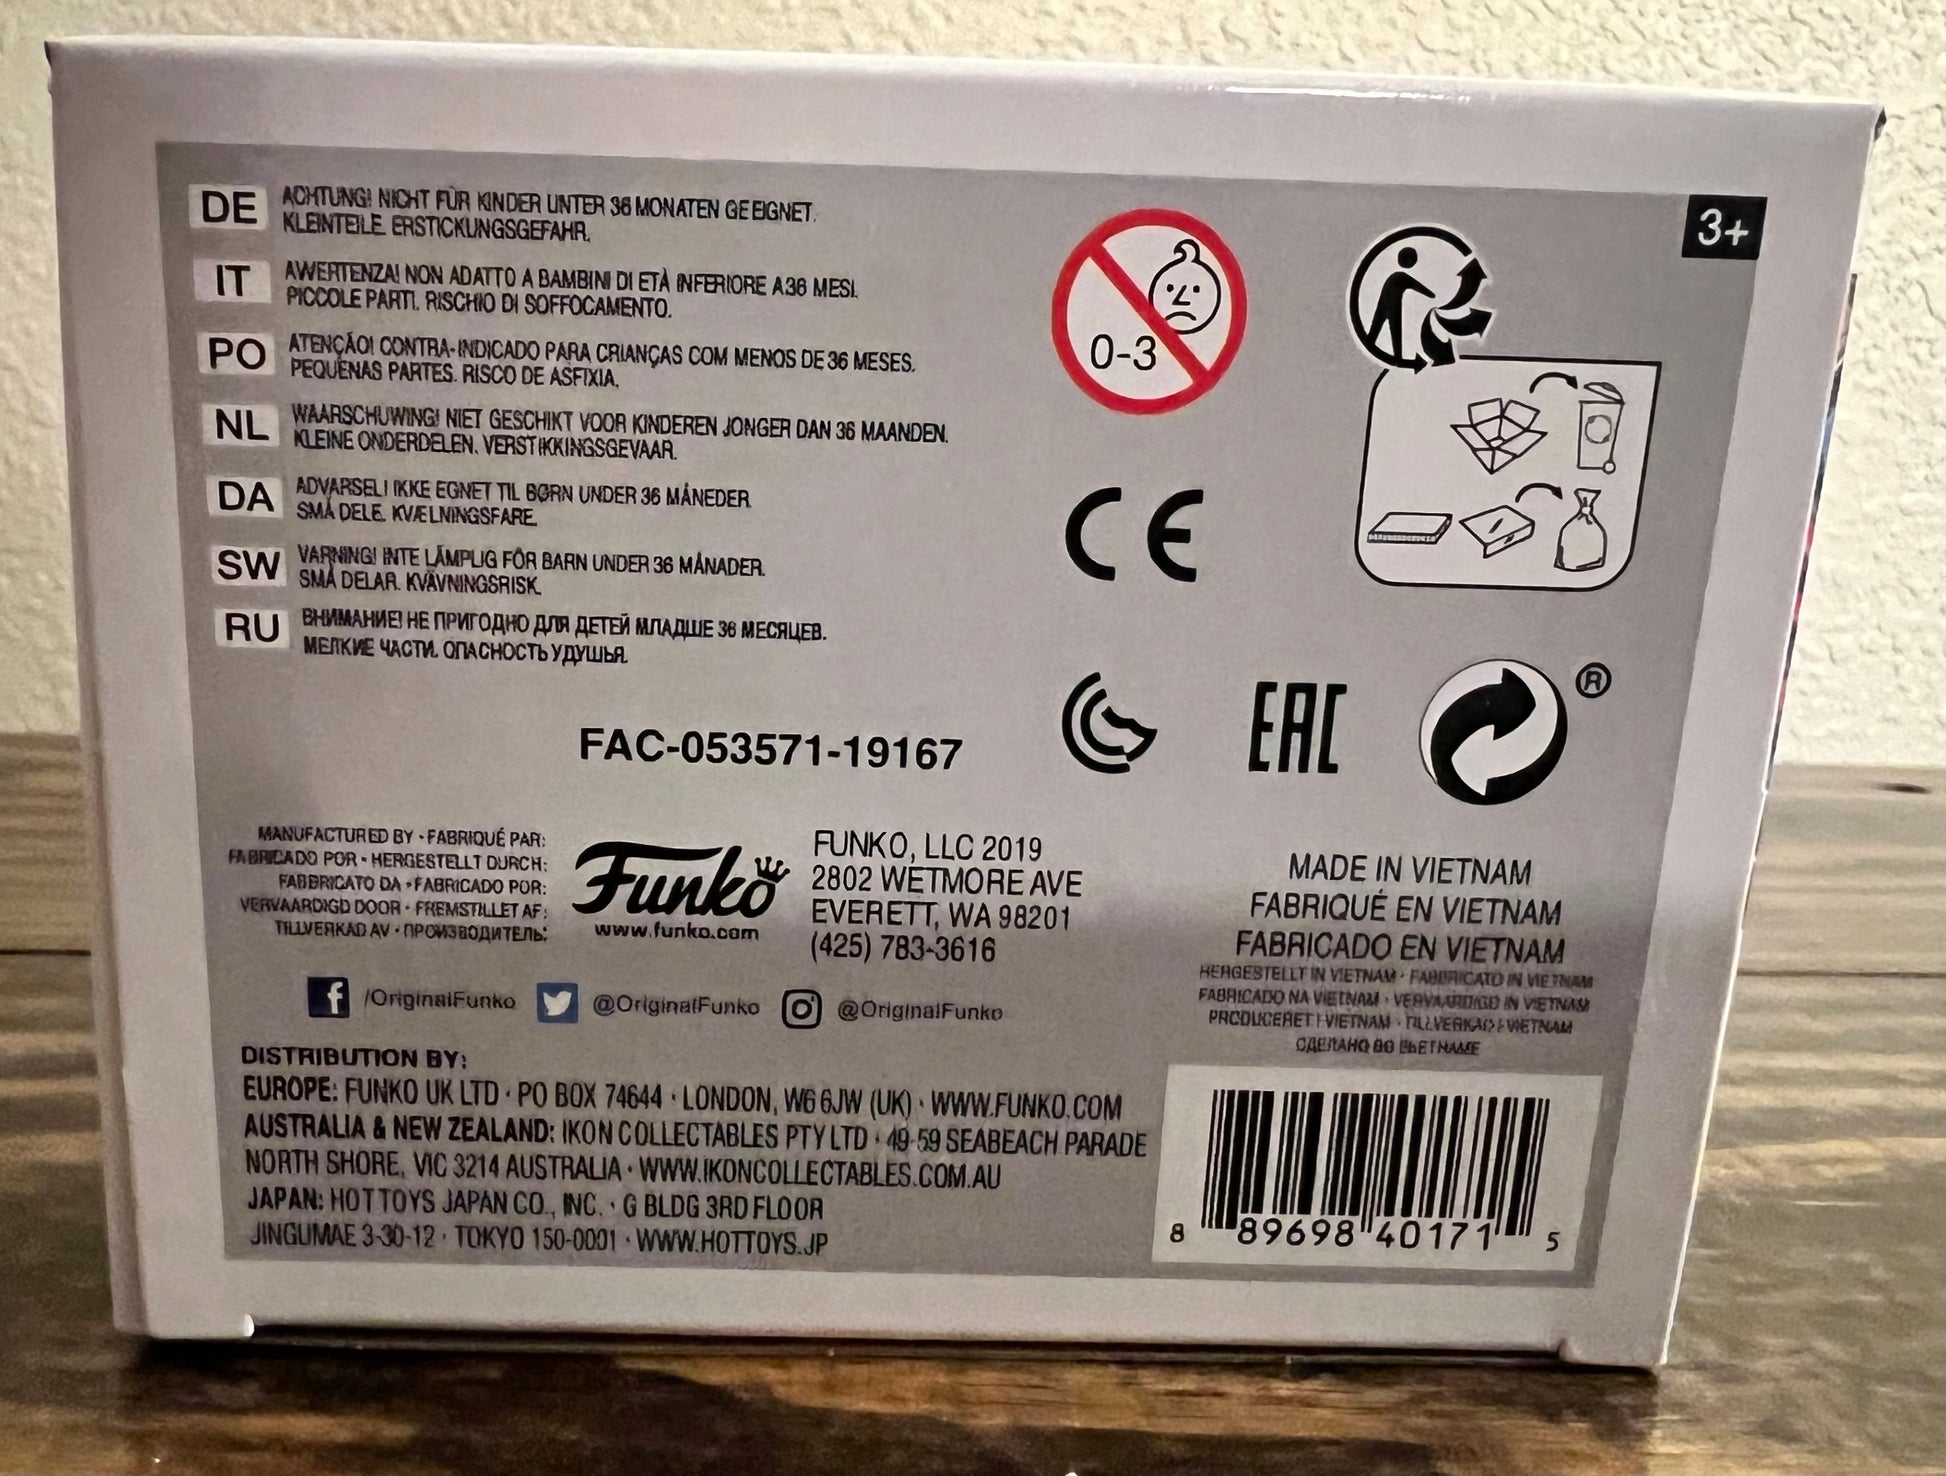 DE
ACHTUNG! NICHT FÜR KINDER UNTER 36 MONATEN GEEIGNET.
KLEINTEILE. ERSTICKUNGSGEFAHR.
IT
AVVERTENZA! NON ADATTO A BAMBINI DI ETÀ INFERIORE A 36 MESI.
PICCOLE PARTI. RISCHIO DI SOFFOCAMENTO.
PO
ATENÇÃO! CONTRA-INDICADO PARA CRIANÇAS COM MENOS DE 36 MESES.
PEQUENAS PARTES. RISCO DE ASFIXIA.
NL
WAARSCHUWING! NIET GESCHIKT VOOR KINDEREN JONGER DAN 36 MAANDEN.
KLEINE ONDERDELEN. VERSTIKKINGSGEVAAR.
DA
ADVARSEL! IKKE EGNET TIL BØRN UNDER 36 MÅNEDER.
SMÅ DELE. KVÆLNINGSFARE.
SW
VARNING! INTE LÄMPLIG FÖR BARN UNDER 36 MÅNADER.
SMÅ DELAR. KVÄVNINGSRISK.
RU
ВНИМАНИЕ! НЕ ПРИГОДНО ДЛЯ ДЕТЕЙ МЛАДШЕ 36 МЕСЯЦЕВ.
МЕЛКИЕ ЧАСТИ. ОПАСНОСТЬ УДУШЬЯ.
0-3
3+
CE
EAC
®
FAC-053571-19167
MANUFACTURED BY • FABRIQUÉ PAR:
FABRICADO POR • HERGESTELLT DURCH:
FABBRICATO DA • FABRICADO POR:
VERVAARDIGD DOOR • FREMSTILLET AF:
TILLVERKAD AV • ПРОИЗВОДИТЕЛЬ:
Funko
www.funko.com
FUNKO, LLC 2019
2802 WETMORE AVE
EVERETT, WA 98201
(425) 783-3616
MADE IN VIETNAM
FABRIQUÉ EN VIETNAM
FABRICADO EN VIETNAM
HERGESTELLT IN VIETNAM • FABBRICATO IN VIETNAM
FABRICADO NA VIETNAM • VERVAARDIGD IN VIETNAM
PRODUCERET I VIETNAM • TILLVERKAD I VIETNAM
СДЕЛАНО ВО ВЬЕТНАМЕ
f /OriginalFunko @OriginalFunko @OriginalFunko
DISTRIBUTION BY:
EUROPE: FUNKO UK LTD • PO BOX 74644 • LONDON, W6 6JW (UK) • WWW.FUNKO.COM
AUSTRALIA & NEW ZEALAND: IKON COLLECTABLES PTY LTD • 49-59 SEABEACH PARADE
NORTH SHORE, VIC 3214 AUSTRALIA • WWW.IKONCOLLECTABLES.COM.AU
JAPAN: HOT TOYS JAPAN CO., INC. • G BLDG 3RD FLOOR
JINGUMAE 3-30-12 • TOKYO 150-0001 • WWW.HOTTOYS.JP
8 89698 40171 5